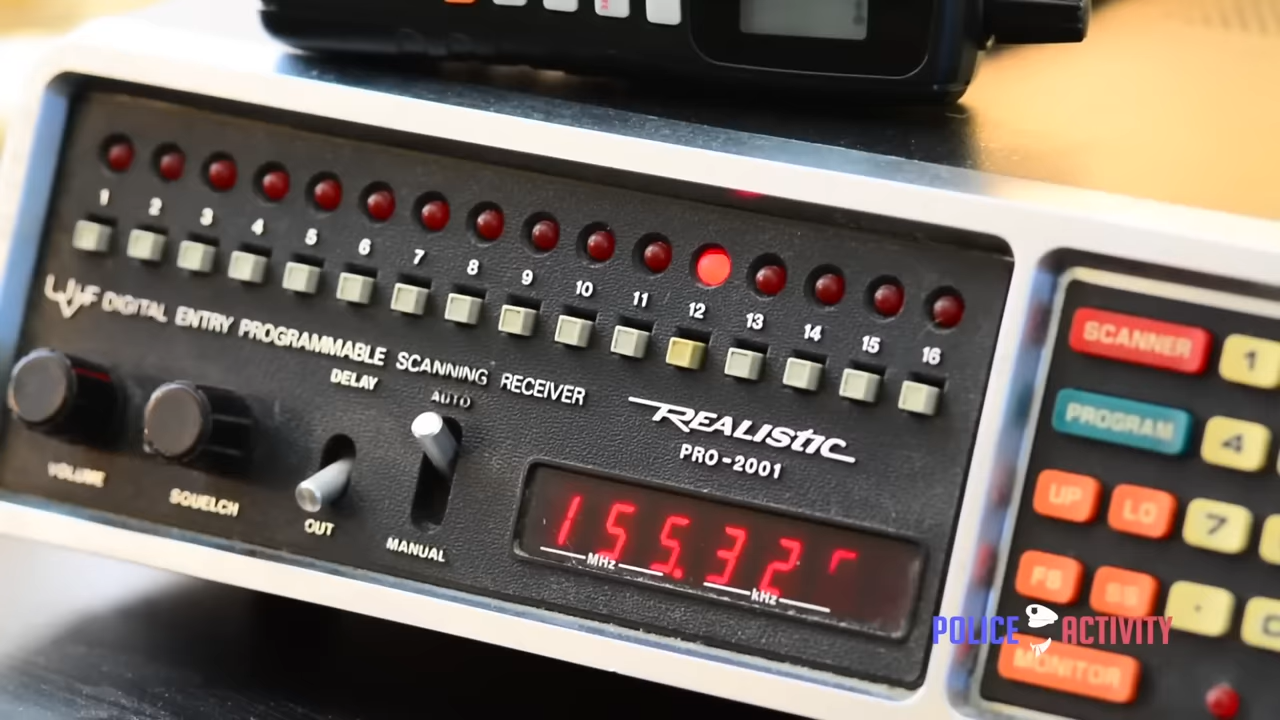 1 2 3 4 5 6 7 8 9 10 11 12 13 14 15 16
DIGITAL ENTRY PROGRAMMABLE SCANNING RECEIVER
DELAY
AUTO
VOLUME
SQUELCH
OUT
MANUAL
REALISTIC
PRO-2001
155.32
MHz
kHz
SCANNER
1
PROGRAM
4
UP
LO
7
MONITOR
POLICE ACTIVITY